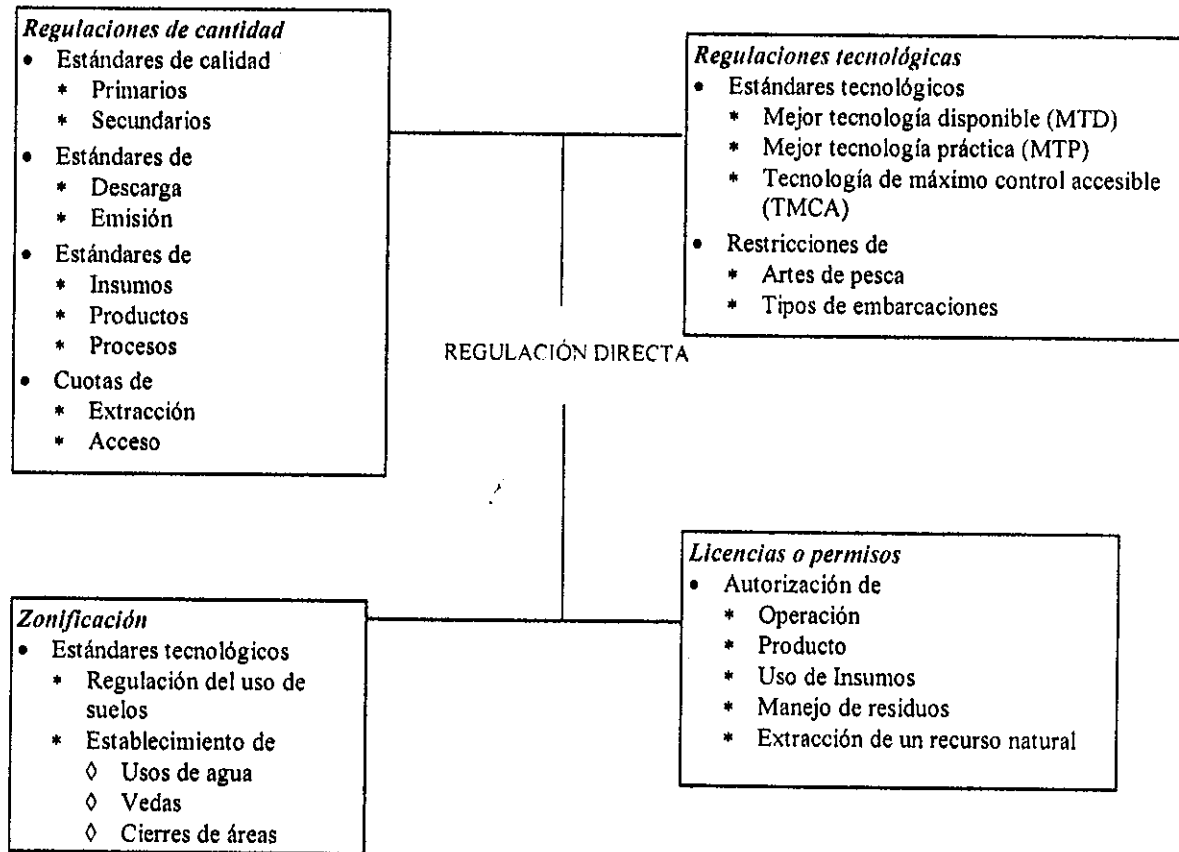 Regulaciones de cantidad
• Estándares de calidad
* Primarios
* Secundarios
• Estándares de
* Descarga
* Emisión
• Estándares de
* Insumos
* Productos
* Procesos
• Cuotas de
* Extracción
* Acceso
Regulaciones tecnológicas
• Estándares tecnológicos
* Mejor tecnología disponible (MTD)
* Mejor tecnología práctica (MTP)
* Tecnología de máximo control accesible
(TMCA)
• Restricciones de
* Artes de pesca
* Tipos de embarcaciones
REGULACIÓN DIRECTA
Zonificación
• Estándares tecnológicos
* Regulación del uso de
suelos
* Establecimiento de
◊ Usos de agua
◊ Vedas
◊ Cierres de áreas
Licencias o permisos
• Autorización de
* Operación
* Producto
* Uso de Insumos
* Manejo de residuos
* Extracción de un recurso natural